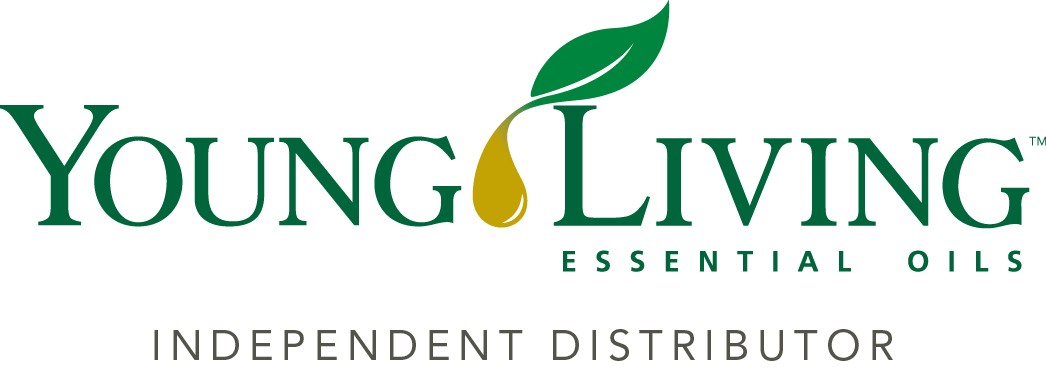 YOUNG LIVING™
ESSENTIAL OILS
INDEPENDENT DISTRIBUTOR